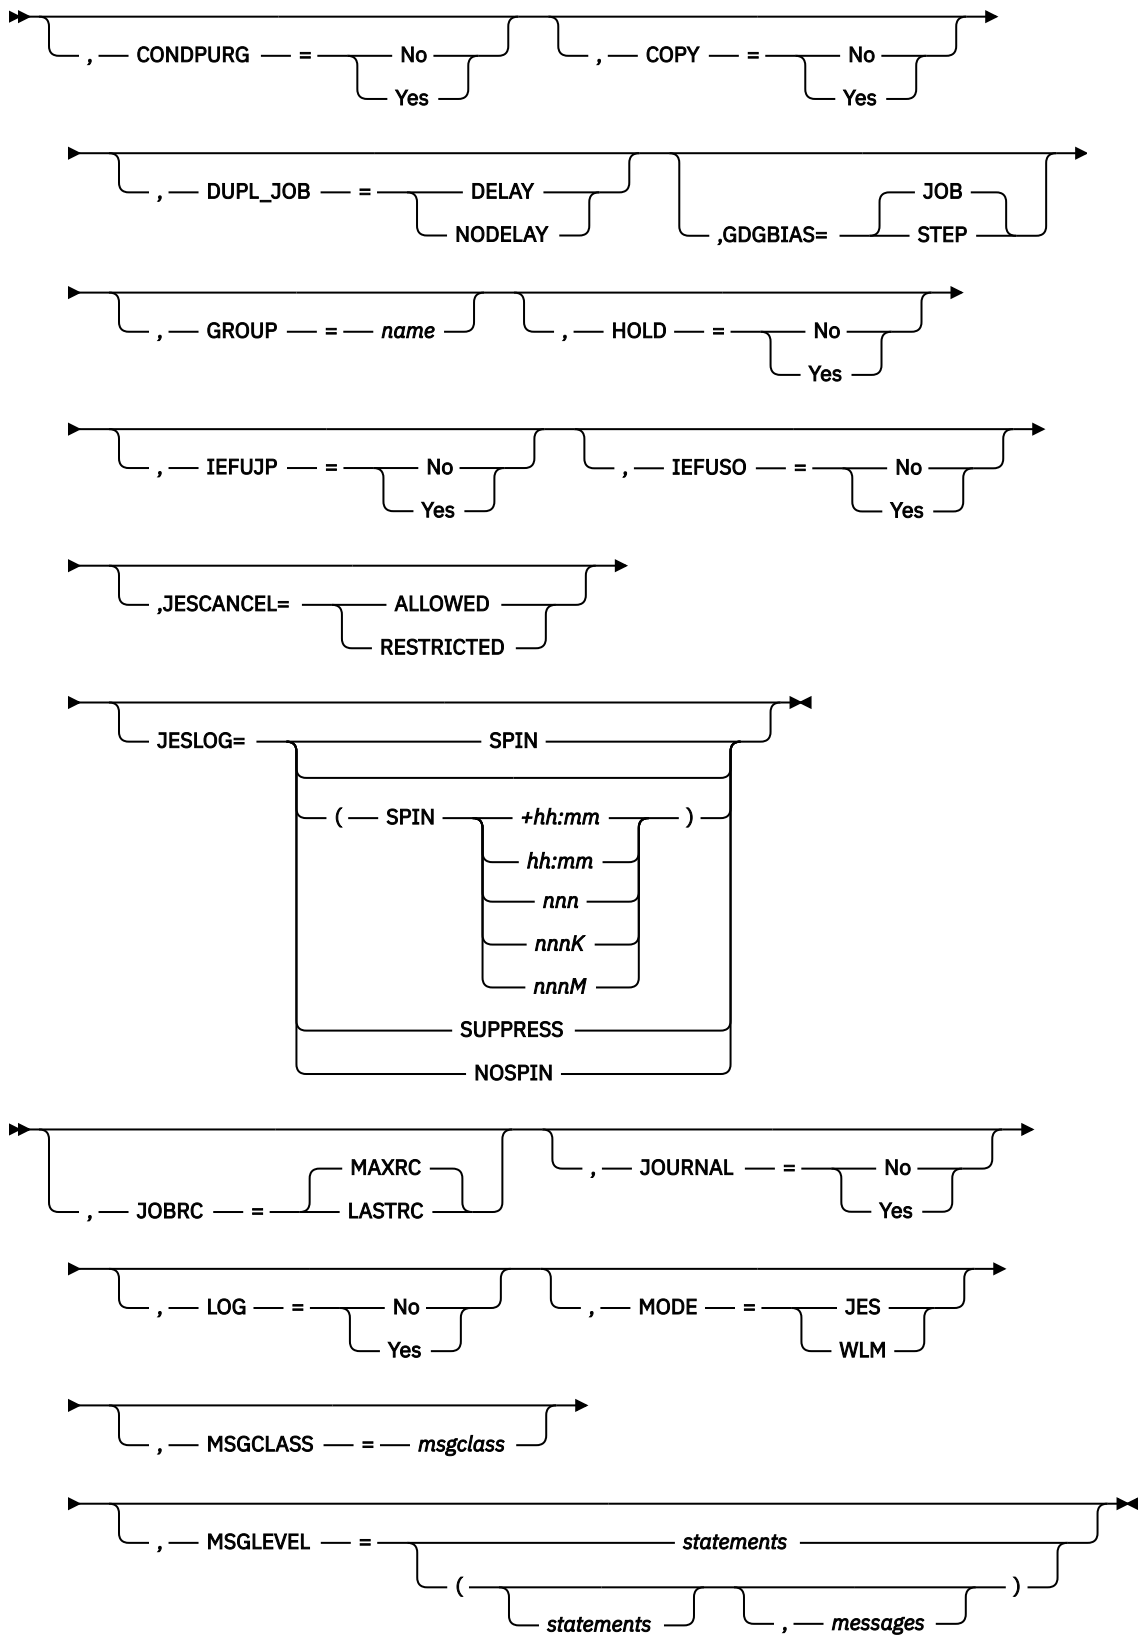 , CONDPURG = No , COPY = No
Yes Yes
, DUPL_JOB = DELAY JOB
NODELAY ,GDGBIAS= STEP
, GROUP = name , HOLD = No
Yes
, IEFUJP = No , IEFUSO = No
Yes Yes
,JESCANCEL= ALLOWED
RESTRICTED
JESLOG= SPIN
( SPIN +hh:mm )
hh:mm
nnn
nnnK
nnnM
SUPPRESS
NOSPIN
MAXRC , JOURNAL = No
, JOBRC = LASTRC Yes
, LOG = No , MODE = JES
Yes WLM
, MSGCLASS = msgclass
, MSGLEVEL = statements
( )
statements , messages